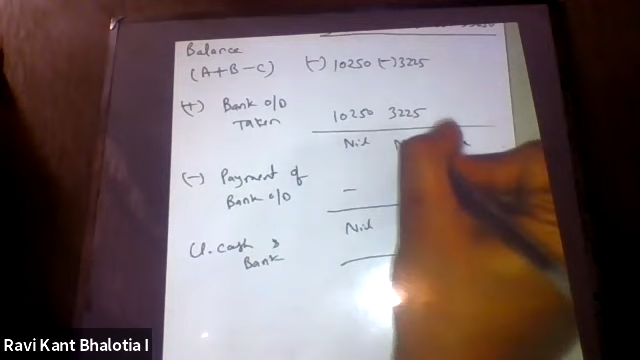 Balance
(A+B-C) (-) 10250 (-) 3225
(+) Bank o/D
Taken 10250 3225
Nil
(-) Payment of
Bank o/D -
Cl. cash &
Bank Nil
Ravi Kant Bhalotia I